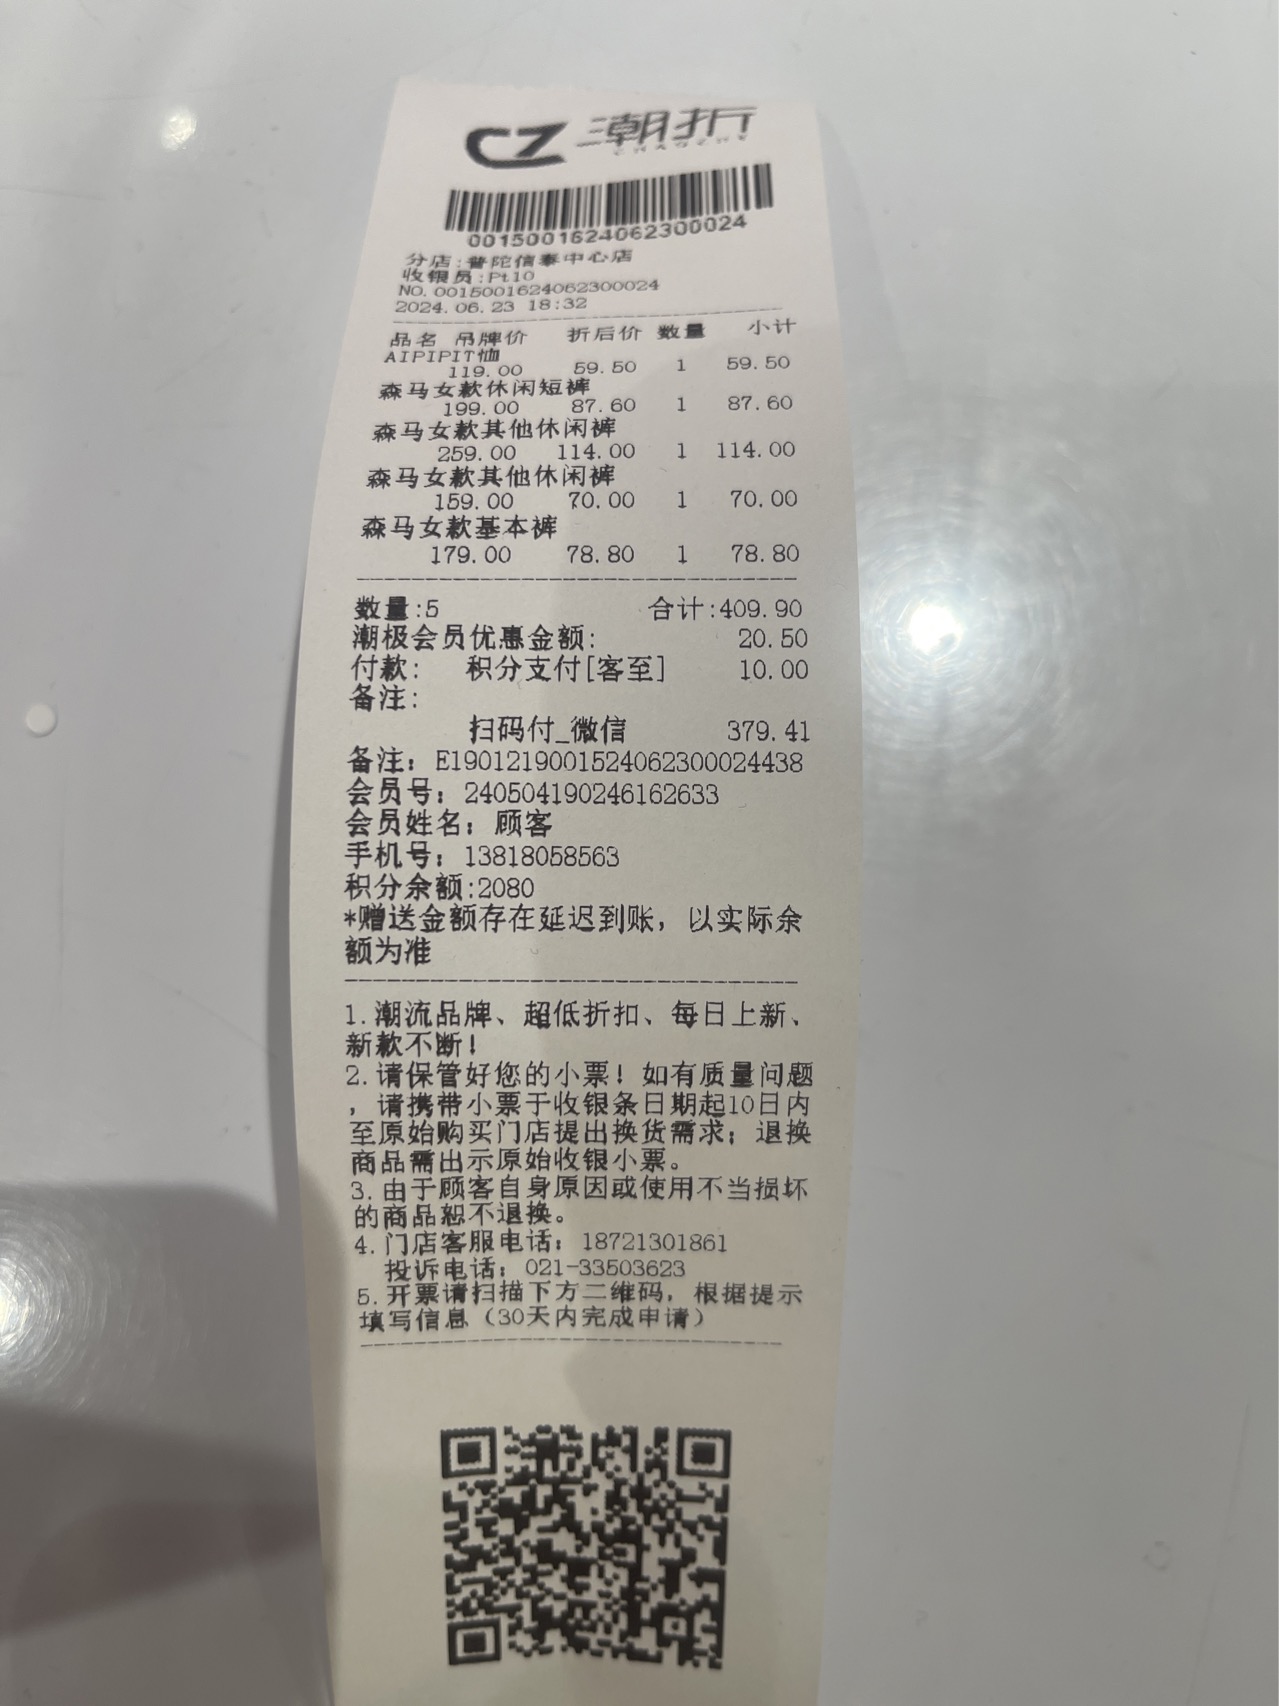 CZ 潮折
CHAOZHE
0015001624062300024
分店:普陀信泰中心店
收银员:Pt10
NO.0015001624062300024
2024.06.23 18:32
品名 吊牌价 折后价 数量 小计
AIPIPIT恤
119.00 59.50 1 59.50
森马女款休闲短裤
199.00 87.60 1 87.60
森马女款其他休闲裤
259.00 114.00 1 114.00
森马女款其他休闲裤
159.00 70.00 1 70.00
森马女款基本裤
179.00 78.80 1 78.80
数量:5 合计:409.90
潮极会员优惠金额: 20.50
付款: 积分支付[客至] 10.00
备注:
扫码付_微信 379.41
备注: E1901219001524062300024438
会员号: 240504190246162633
会员姓名: 顾客
手机号: 13818058563
积分余额:2080
*赠送金额存在延迟到账, 以实际余
额为准
1.潮流品牌、超低折扣、每日上新、
新款不断!
2.请保管好您的小票! 如有质量问题
, 请携带小票于收银条日期起10日内
至原始购买门店提出换货需求; 退换
商品需出示原始收银小票。
3.由于顾客自身原因或使用不当损坏
的商品恕不退换。
4.门店客服电话: 18721301861
投诉电话: 021-33503623
5.开票请扫描下方二维码, 根据提示
填写信息 (30天内完成申请)